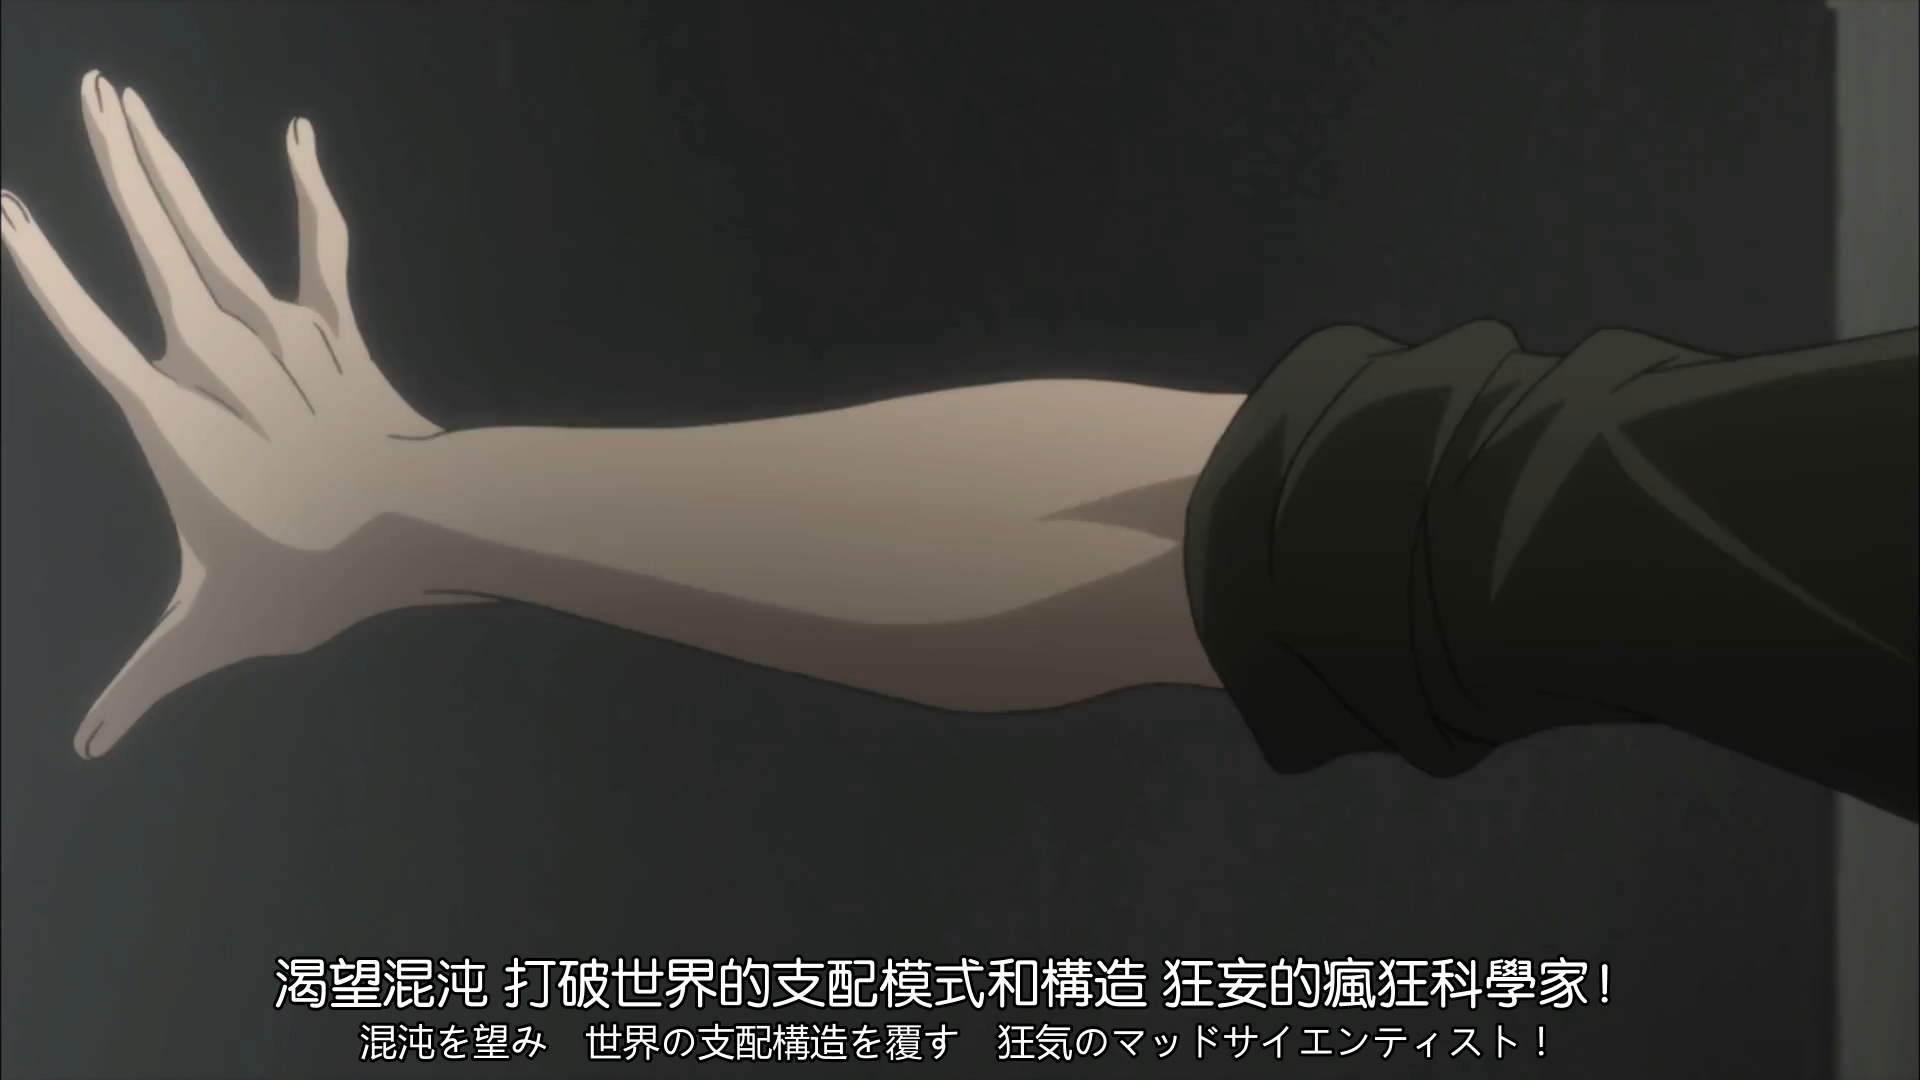 渴望混沌 打破世界的支配模式和構造 狂妄的瘋狂科學家!
混沌を望み　世界の支配構造を覆す　狂気のマッドサイエンティスト！